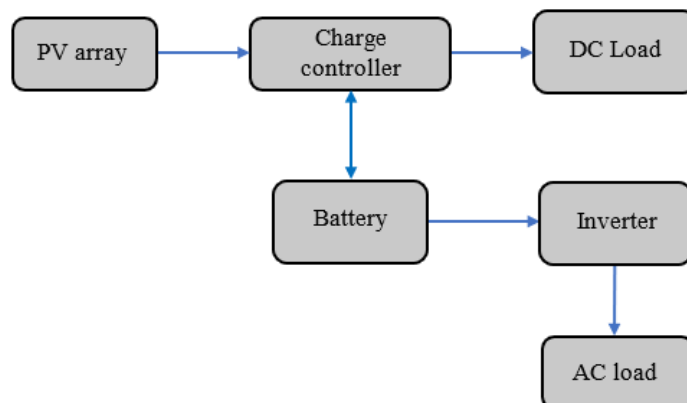 PV array
Charge
controller
DC Load
Battery
Inverter
AC load